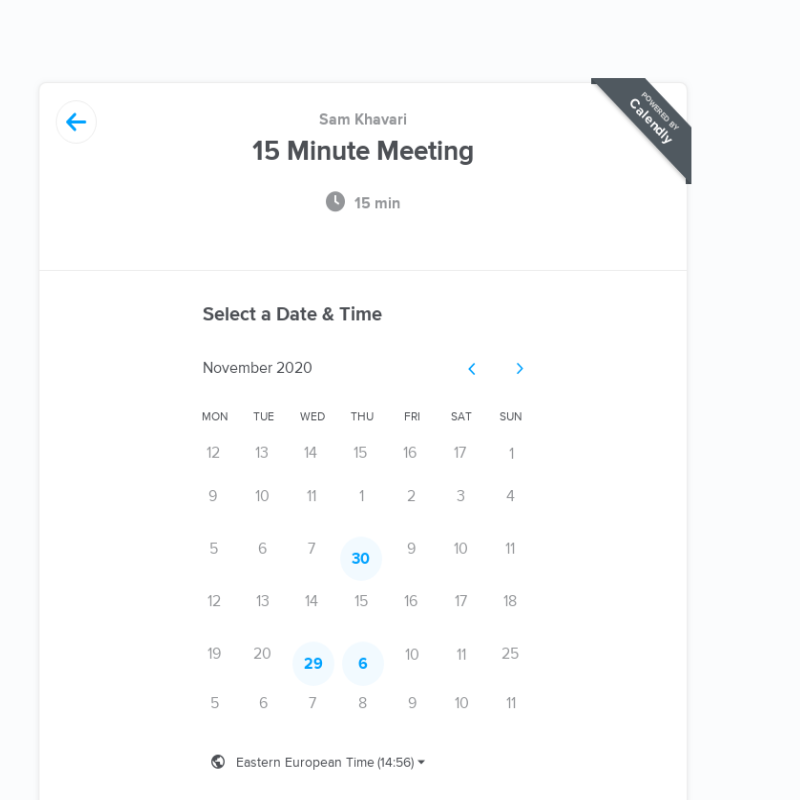 POWERED BY
Calendly
Sam Khavari
15 Minute Meeting
15 min
Select a Date & Time
November 2020
MON TUE WED THU FRI SAT SUN
12 13 14 15 16 17 1
9 10 11 1 2 3 4
5 6 7 30 9 10 11
12 13 14 15 16 17 18
19 20 29 6 10 11 25
5 6 7 8 9 10 11
Eastern European Time (14:56)